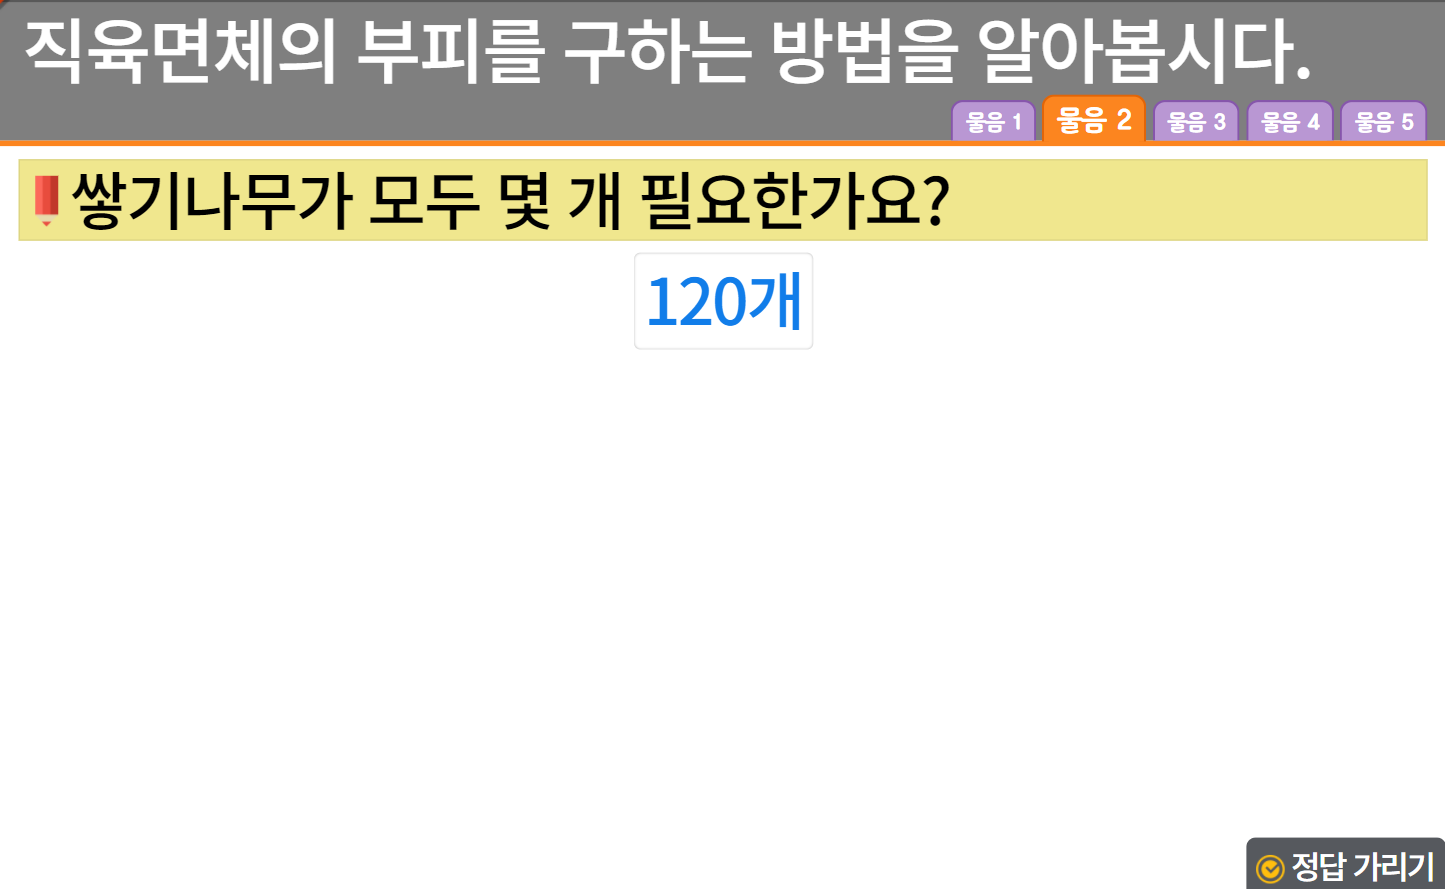 직육면체의 부피를 구하는 방법을 알아봅시다.
물음 1 물음 2 물음 3 물음 4 물음 5
쌓기나무가 모두 몇 개 필요한가요?
120개
정답 가리기